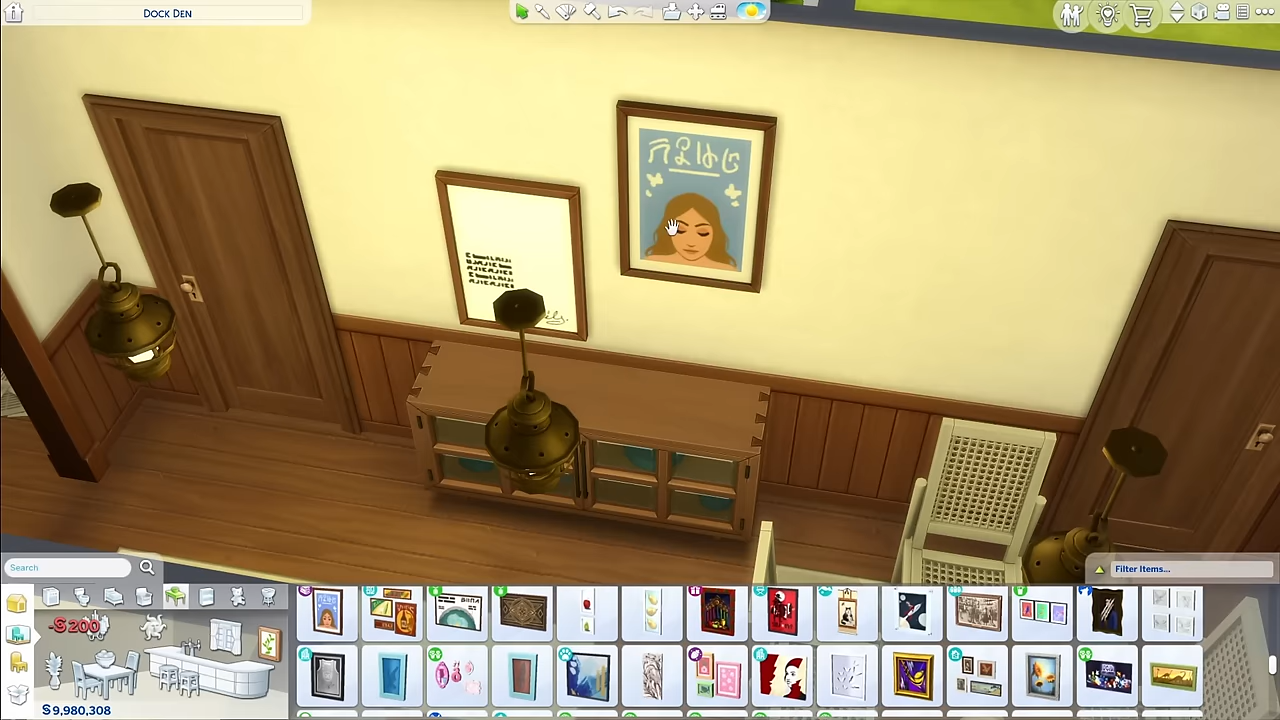 DOCK DEN
Search
Filter Items...
-§200
§9,980,308